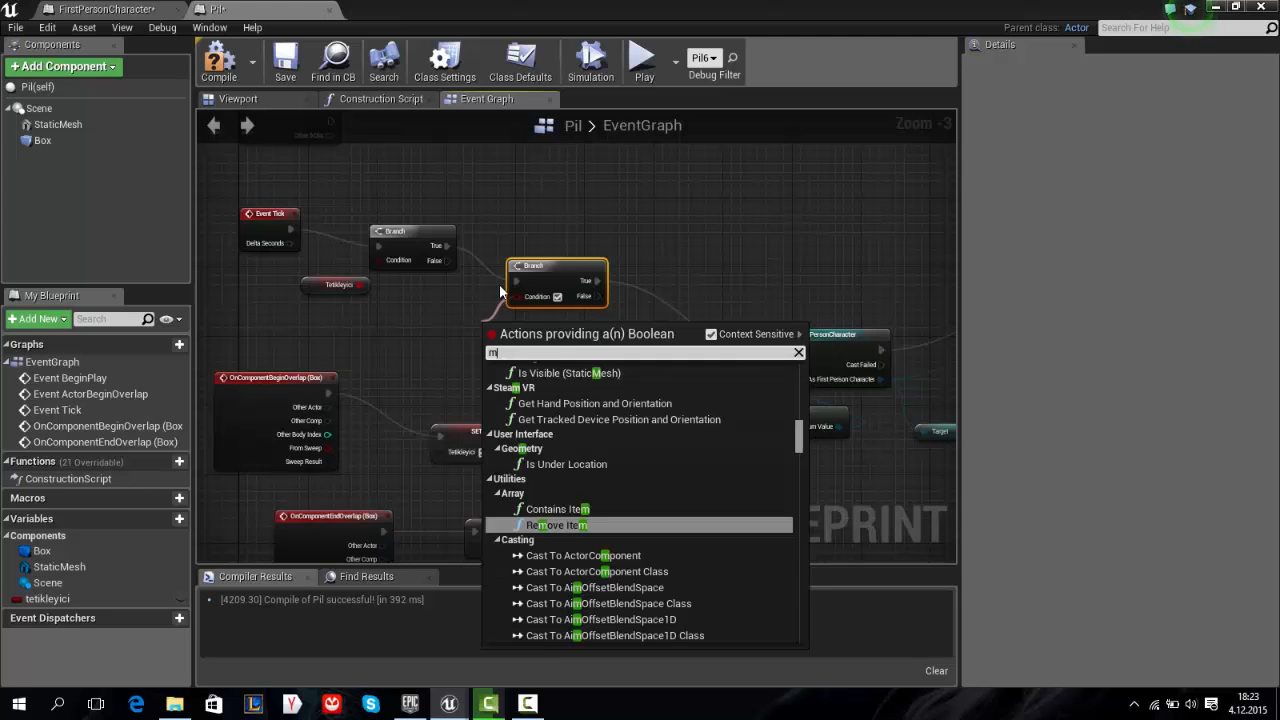 FirstPersonCharacter*
Pil*
File Edit Asset View Debug Window Help
Parent class: Actor
Search For Help
Components
Details
Add Component
Compile
Save
Find in CB
Search
Class Settings
Class Defaults
Simulation
Play
Pil6
Debug Filter
Pil(self)
Scene
StaticMesh
Box
Viewport
Construction Script
Event Graph
Pil > EventGraph
Zoom -3
Event Tick
Delta Seconds
Branch
True
Condition
False
Tetikleyici
Branch
True
Condition
False
My Blueprint
Add New
Search
Graphs
EventGraph
Event BeginPlay
Event ActorBeginOverlap
Event Tick
OnComponentBeginOverlap (Box
OnComponentEndOverlap (Box)
Functions (21 Overridable)
ConstructionScript
Macros
Variables
Components
Box
StaticMesh
Scene
tetikleyici
Event Dispatchers
OnComponentBeginOverlap (Box)
Other Actor
Other Comp
Other Body Index
From Sweep
Sweep Result
SET
Tetikleyici
OnComponentEndOverlap (Box)
Other Actor
Other Comp
Actions providing a(n) Boolean
Context Sensitive
m
Is Visible (StaticMesh)
Steam VR
Get Hand Position and Orientation
Get Tracked Device Position and Orientation
User Interface
Geometry
Is Under Location
Utilities
Array
Contains Item
Remove Item
Casting
Cast To ActorComponent
Cast To ActorComponent Class
Cast To AimOffsetBlendSpace
Cast To AimOffsetBlendSpace Class
Cast To AimOffsetBlendSpace1D
Cast To AimOffsetBlendSpace1D Class
PersonCharacter
Cast Failed
As First Person Character
um Value
Target
EPRINT
Compiler Results
Find Results
[4209.30] Compile of Pil successful! [in 392 ms]
Clear
18:23
4.12.2015